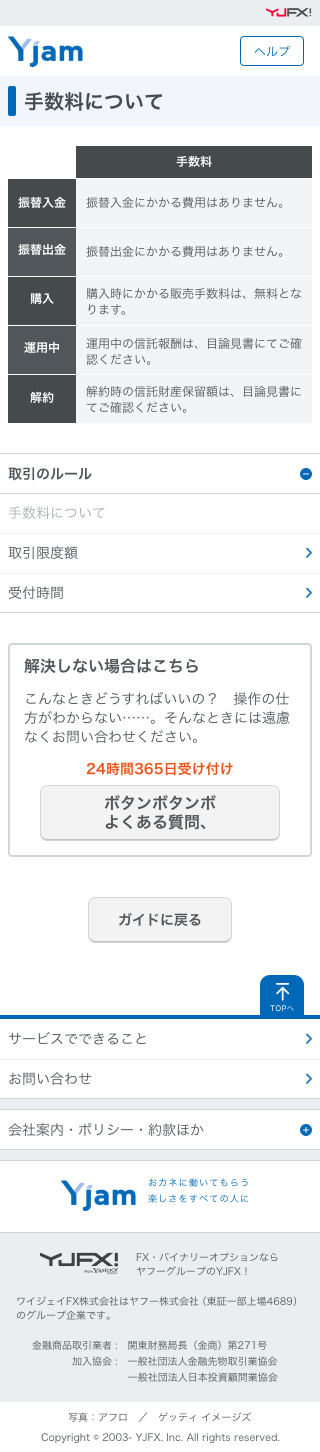 YJFX!
Yjam
ヘルプ
手数料について
手数料
振替入金
振替入金にかかる費用はありません。
振替出金
振替出金にかかる費用はありません。
購入
購入時にかかる販売手数料は、無料とな
ります。
運用中
運用中の信託報酬は、目論見書にてご確
認ください。
解約
解約時の信託財産保留額は、目論見書に
てご確認ください。
取引のルール
手数料について
取引限度額
受付時間
解決しない場合はこちら
こんなときどうすればいいの？　操作の仕
方がわからない……。そんなときには遠慮
なくお問い合わせください。
24時間365日受け付け
ボタンボタンボ
よくある質問、
ガイドに戻る
TOPへ
サービスでできること
お問い合わせ
会社案内・ポリシー・約款ほか
Yjam
おカネに働いてもらう
楽しさをすべての人に
YJFX!
from Yahoo! JAPAN
FX・バイナリーオプションなら
ヤフーグループのYJFX！
ワイジェイFX株式会社はヤフー株式会社 (東証一部上場4689)
のグループ企業です。
金融商品取引業者： 関東財務局長（金商）第271号
加入協会： 一般社団法人金融先物取引業協会
一般社団法人日本投資顧問業協会
写真：アフロ　／　ゲッティ イメージズ
Copyright © 2003- YJFX, Inc. All rights reserved.